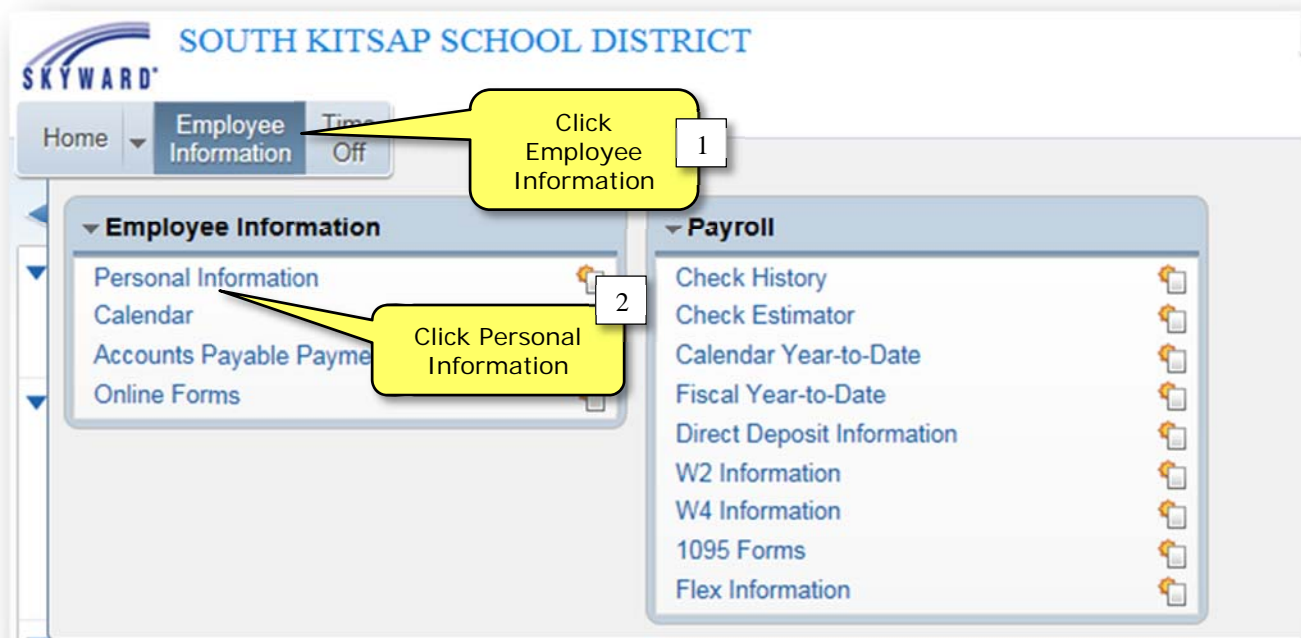 SOUTH KITSAP SCHOOL DISTRICT
SKYWARD
Home
Employee
Information
Off
Click
Employee
Information
1
Employee Information
Personal Information
Calendar
Accounts Payable
Online Forms
2
Click Personal
Information
Payroll
Check History
Check Estimator
Calendar Year-to-Date
Fiscal Year-to-Date
Direct Deposit Information
W2 Information
W4 Information
1095 Forms
Flex Information